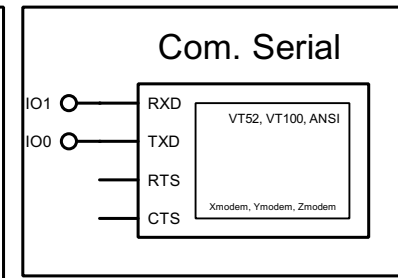 Com. Serial
IO1
RXD
VT52, VT100, ANSI
IO0
TXD
RTS
Xmodem, Ymodem, Zmodem
CTS